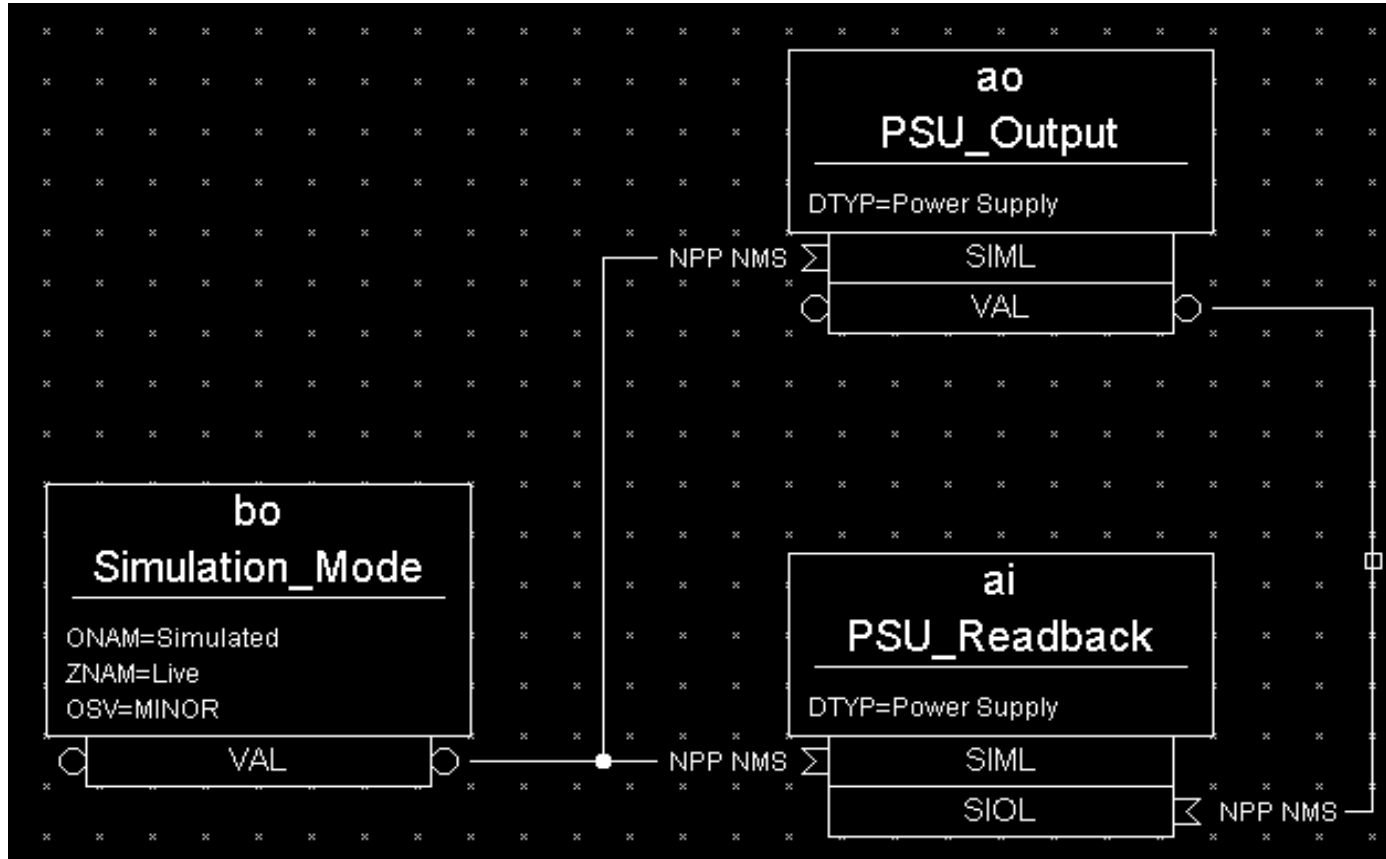 ao
PSU_Output
DTYP=Power Supply
NPP NMS
SIML
VAL
bo
Simulation_Mode
ONAM=Simulated
ZNAM=Live
OSV=MINOR
VAL
ai
PSU_Readback
DTYP=Power Supply
NPP NMS
SIML
SIOL
NPP NMS